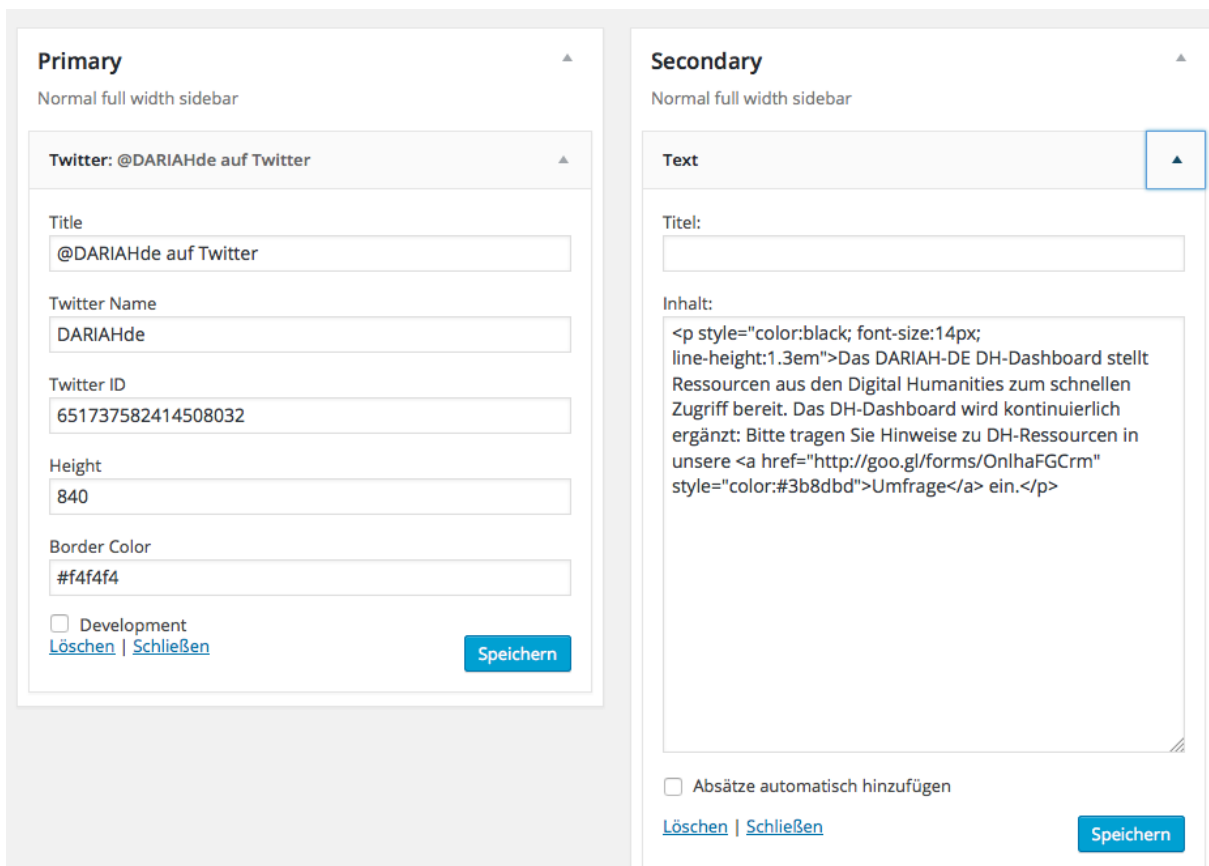 Primary
Normal full width sidebar
Twitter: @DARIAHde auf Twitter
Title
@DARIAHde auf Twitter
Twitter Name
DARIAHde
Twitter ID
651737582414508032
Height
840
Border Color
#f4f4f4
Development
Löschen | Schließen
Speichern
Secondary
Normal full width sidebar
Text
Titel:
Inhalt:
<p style="color:black; font-size:14px;
line-height:1.3em">Das DARIAH-DE DH-Dashboard stellt
Ressourcen aus den Digital Humanities zum schnellen
Zugriff bereit. Das DH-Dashboard wird kontinuierlich
ergänzt: Bitte tragen Sie Hinweise zu DH-Ressourcen in
unsere <a href="http://goo.gl/forms/OnlhaFGCrm"
style="color:#3b8dbd">Umfrage</a> ein.</p>
Absätze automatisch hinzufügen
Löschen | Schließen
Speichern